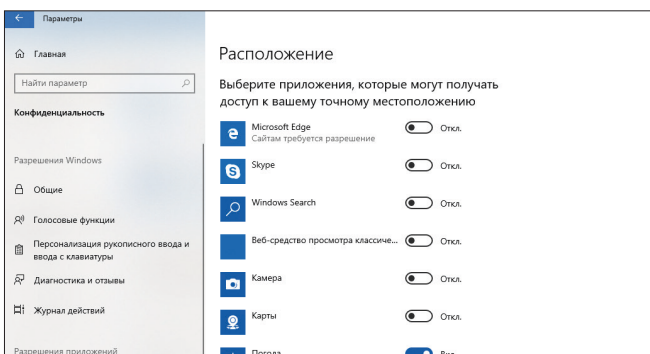 Параметры
Главная
Найти параметр
Конфиденциальность
Разрешения Windows
Общие
Голосовые функции
Персонализация рукописного ввода и
ввода с клавиатуры
Диагностика и отзывы
Журнал действий
Разрешения приложений
Расположение
Выберите приложения, которые могут получать
доступ к вашему точному местоположению
Microsoft Edge Откл.
Сайтам требуется разрешение
Skype Откл.
Windows Search Откл.
Веб-средство просмотра классиче... Откл.
Камера Откл.
Карты Откл.
Погода Вкл.